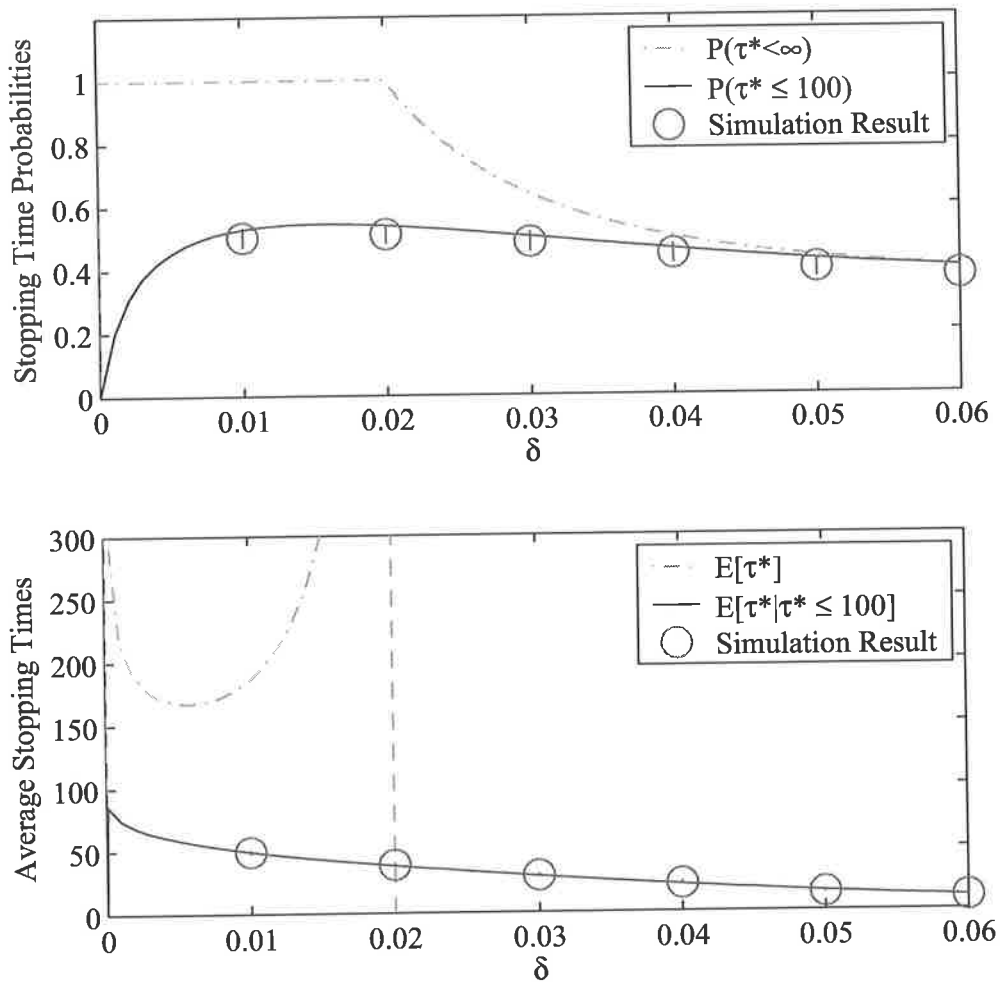 P(τ*<∞)
P(τ* ≤ 100)
Simulation Result
Stopping Time Probabilities
1
0.8
0.6
0.4
0.2
0
0 0.01 0.02 0.03 0.04 0.05 0.06
δ
E[τ*]
E[τ*|τ* ≤ 100]
Simulation Result
Average Stopping Times
300
250
200
150
100
50
0
0 0.01 0.02 0.03 0.04 0.05 0.06
δ